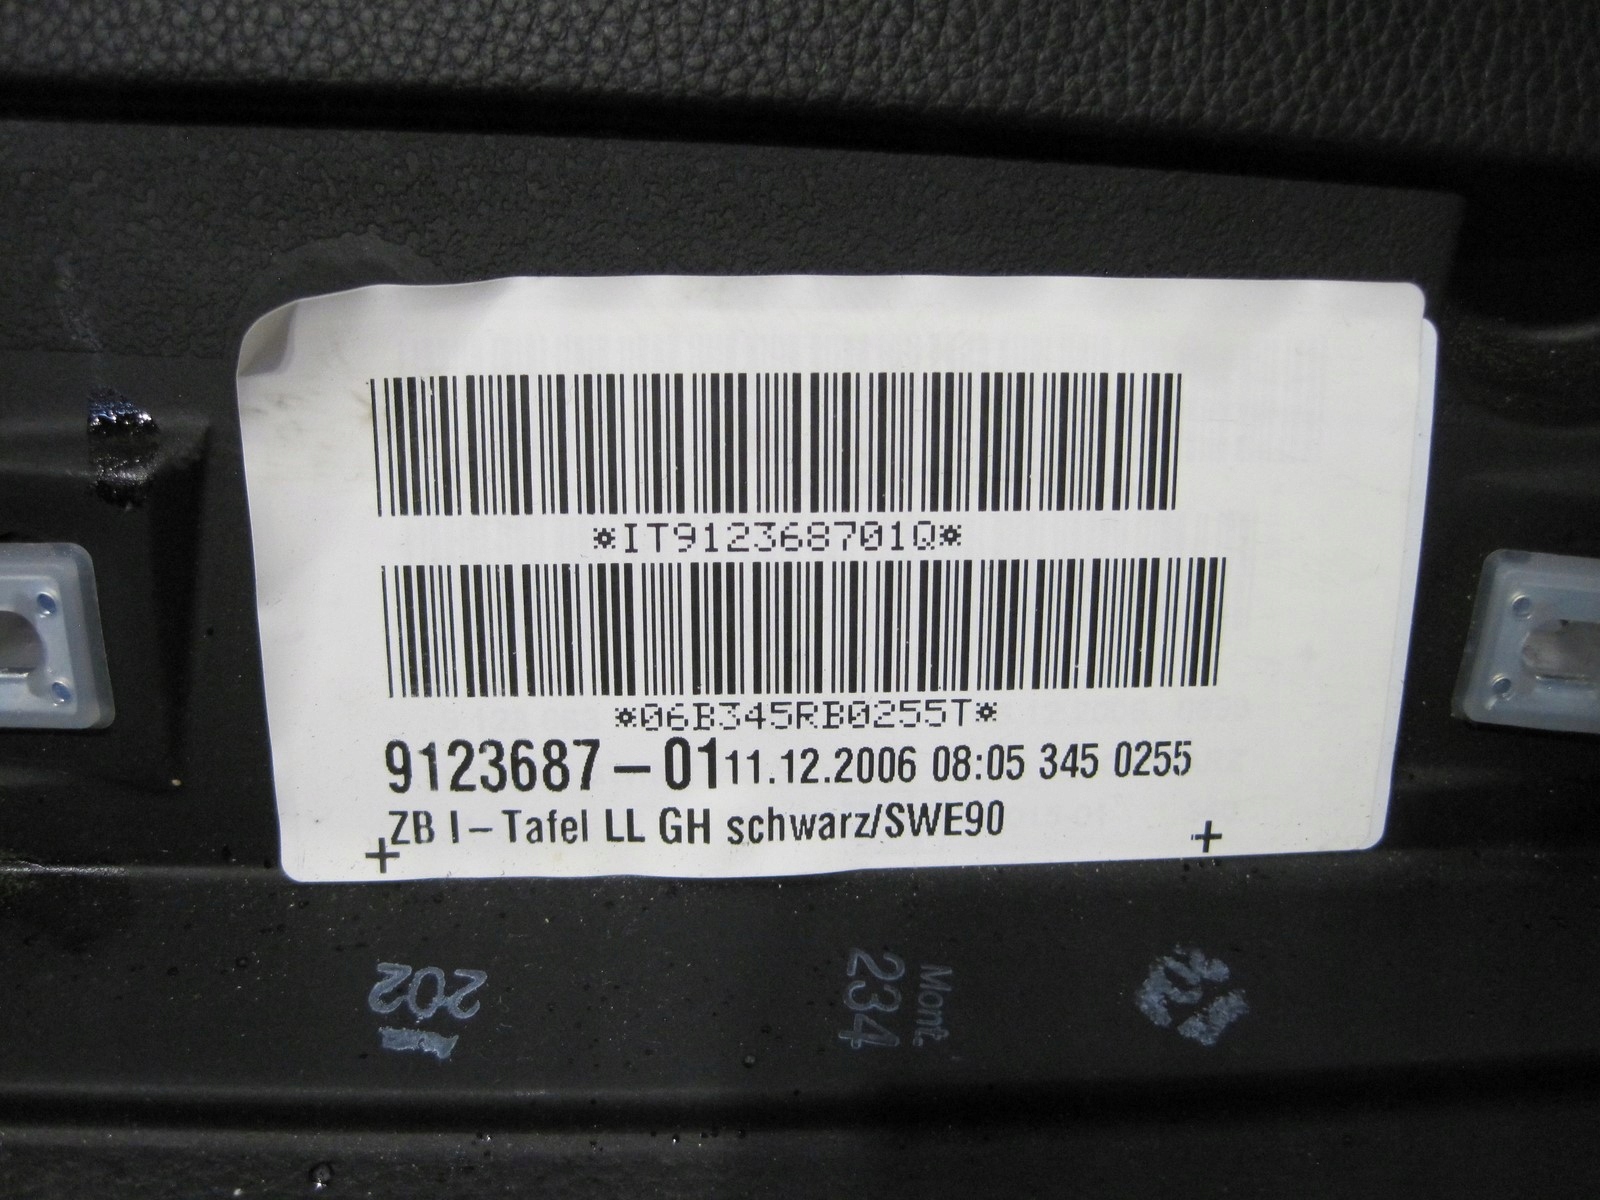 *IT912368701Q*
*06B345RB0255T*
9123687-01 11.12.2006 08:05 345 0255
ZB I-Tafel LL GH schwarz/SWE90
202
Mont.
234